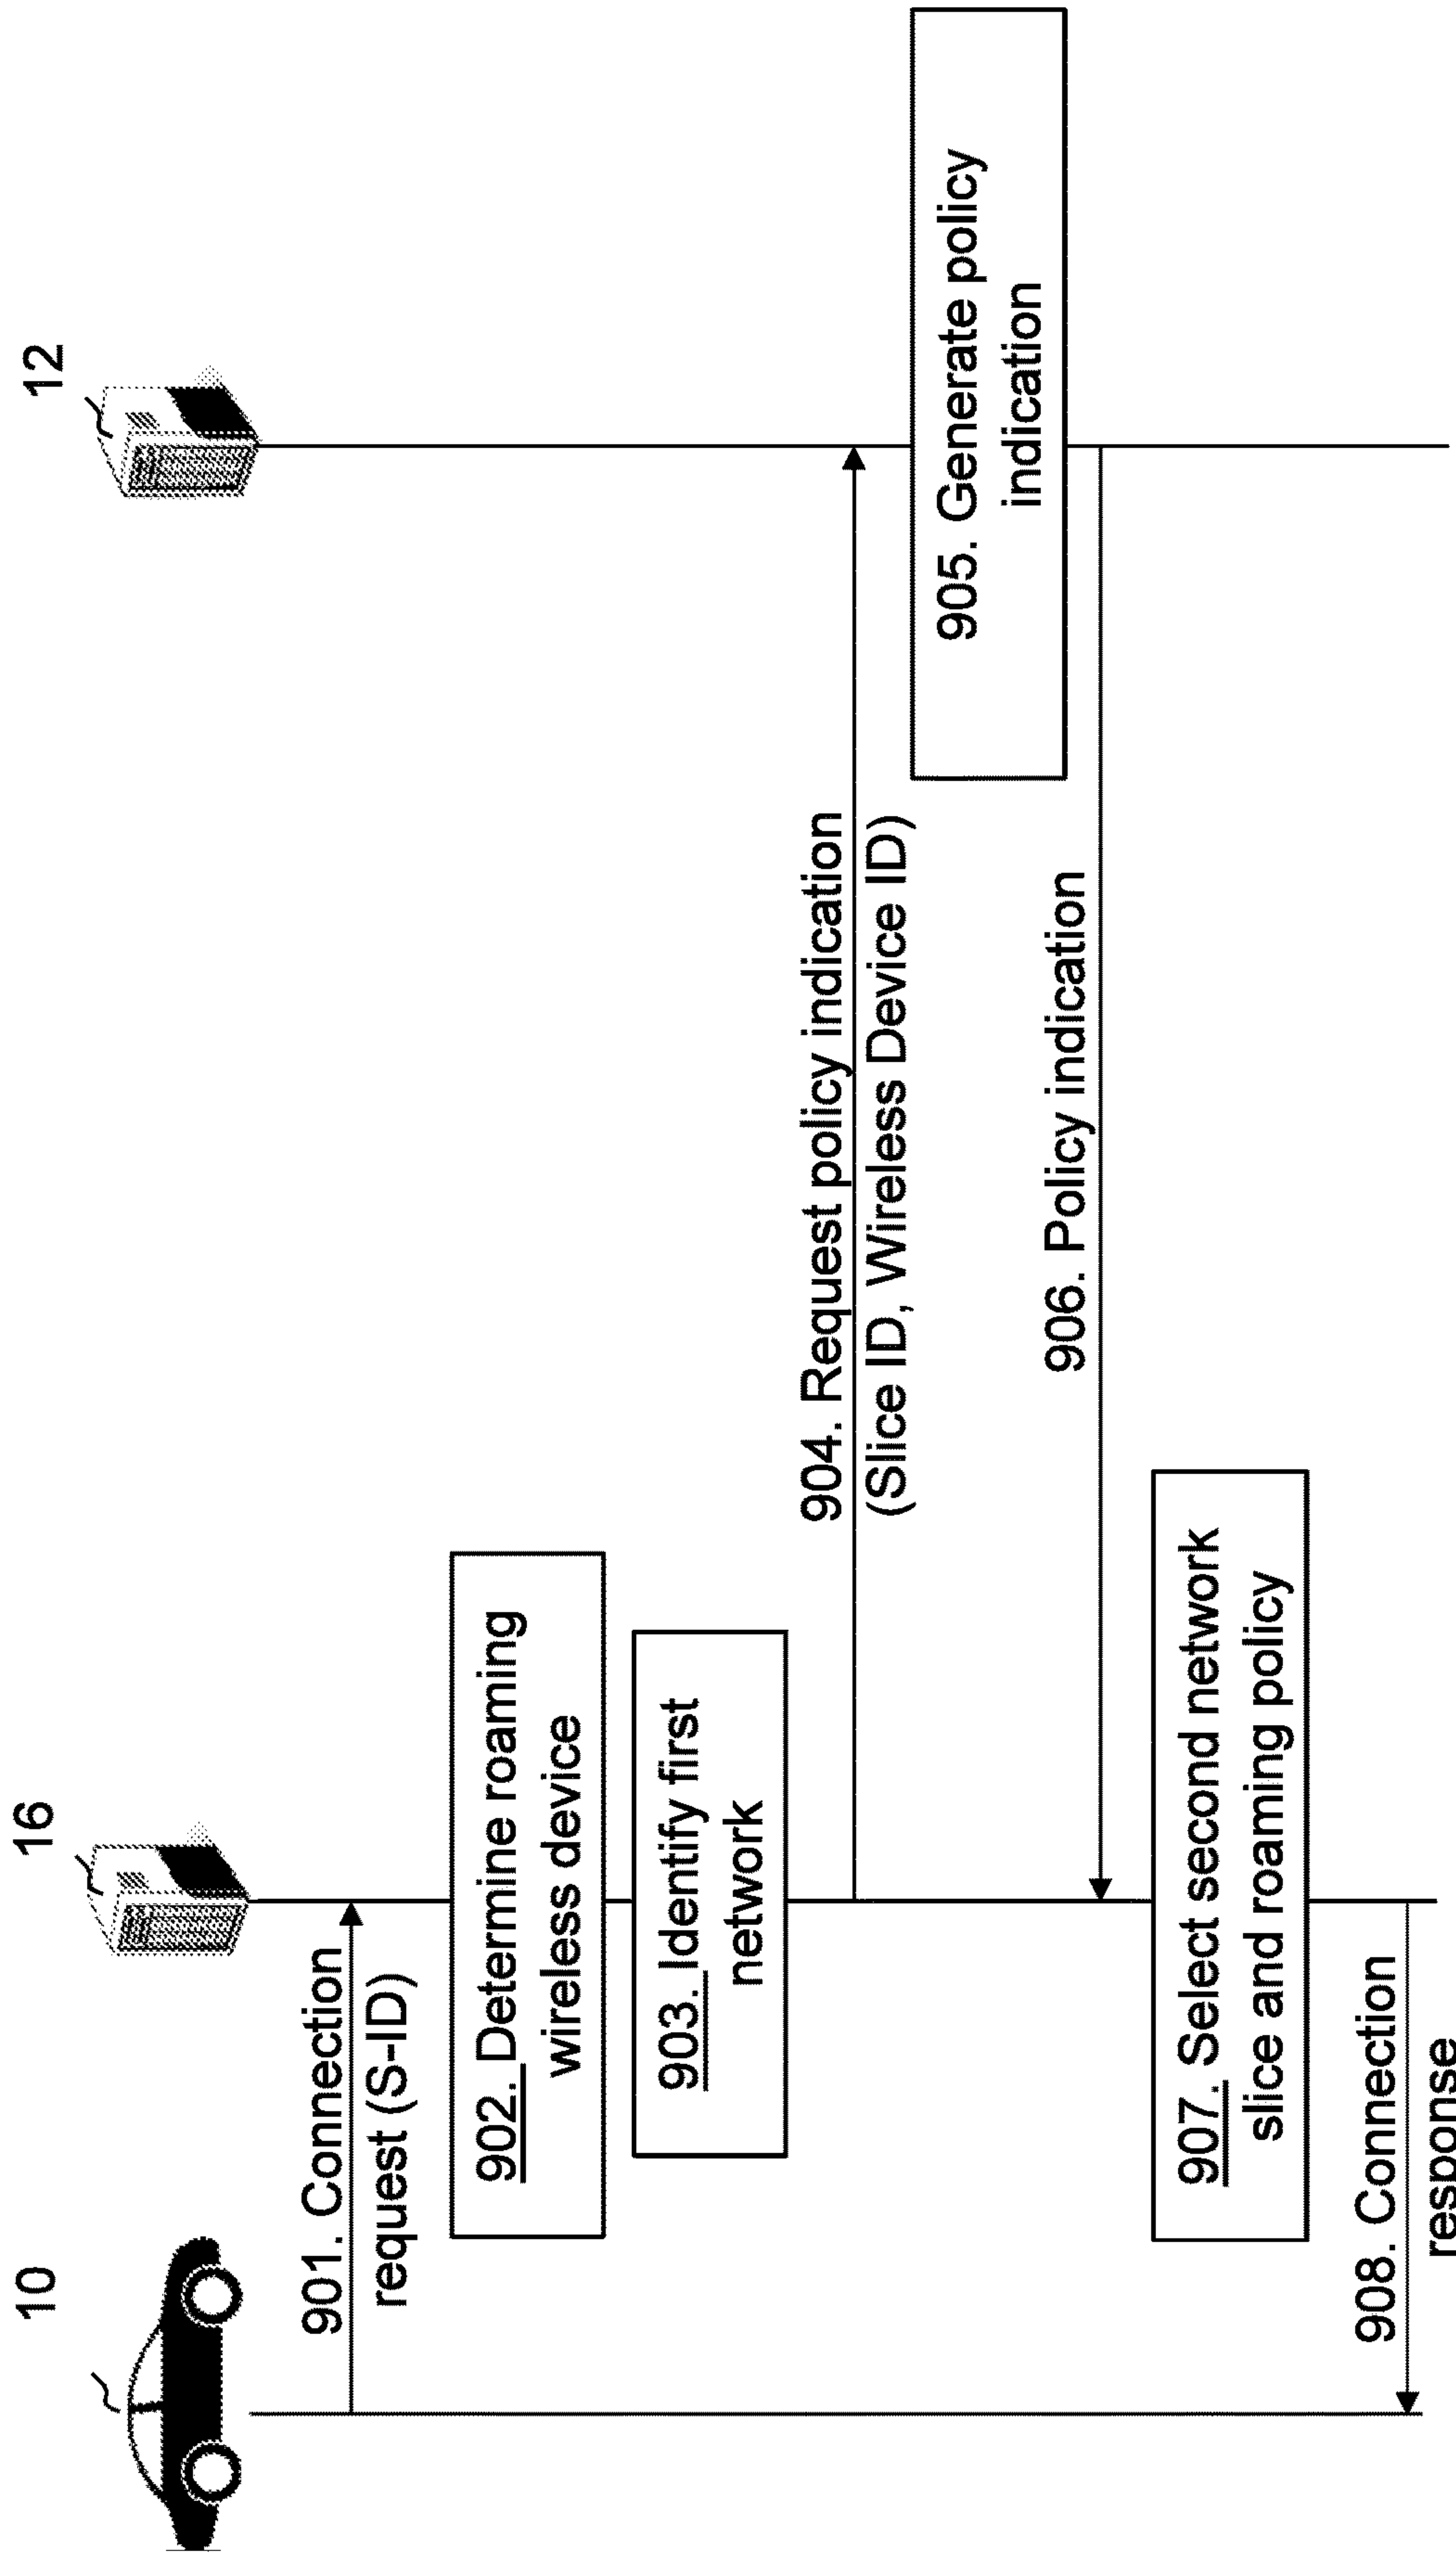 10
16
12
901. Connection
request (S-ID)
902. Determine roaming
wireless device
903. Identify first
network
904. Request policy indication
(Slice ID, Wireless Device ID)
905. Generate policy
indication
906. Policy indication
907. Select second network
slice and roaming policy
908. Connection
response